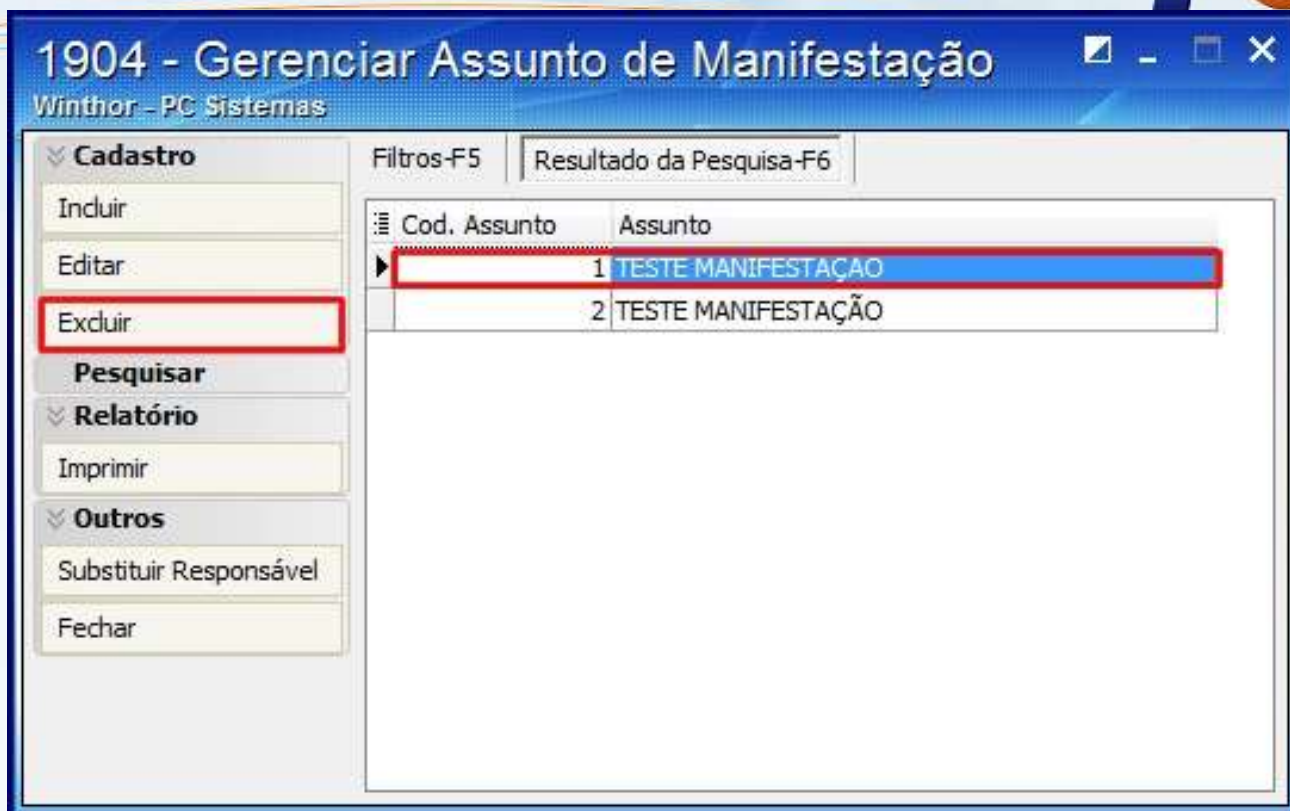 1904 - Gerenciar Assunto de Manifestação
Winthor - PC Sistemas
Cadastro
Incluir
Editar
Excluir
Pesquisar
Relatório
Imprimir
Outros
Substituir Responsável
Fechar
Filtros-F5 Resultado da Pesquisa-F6
Cod. Assunto Assunto
1 TESTE MANIFESTAÇÃO
2 TESTE MANIFESTAÇÃO